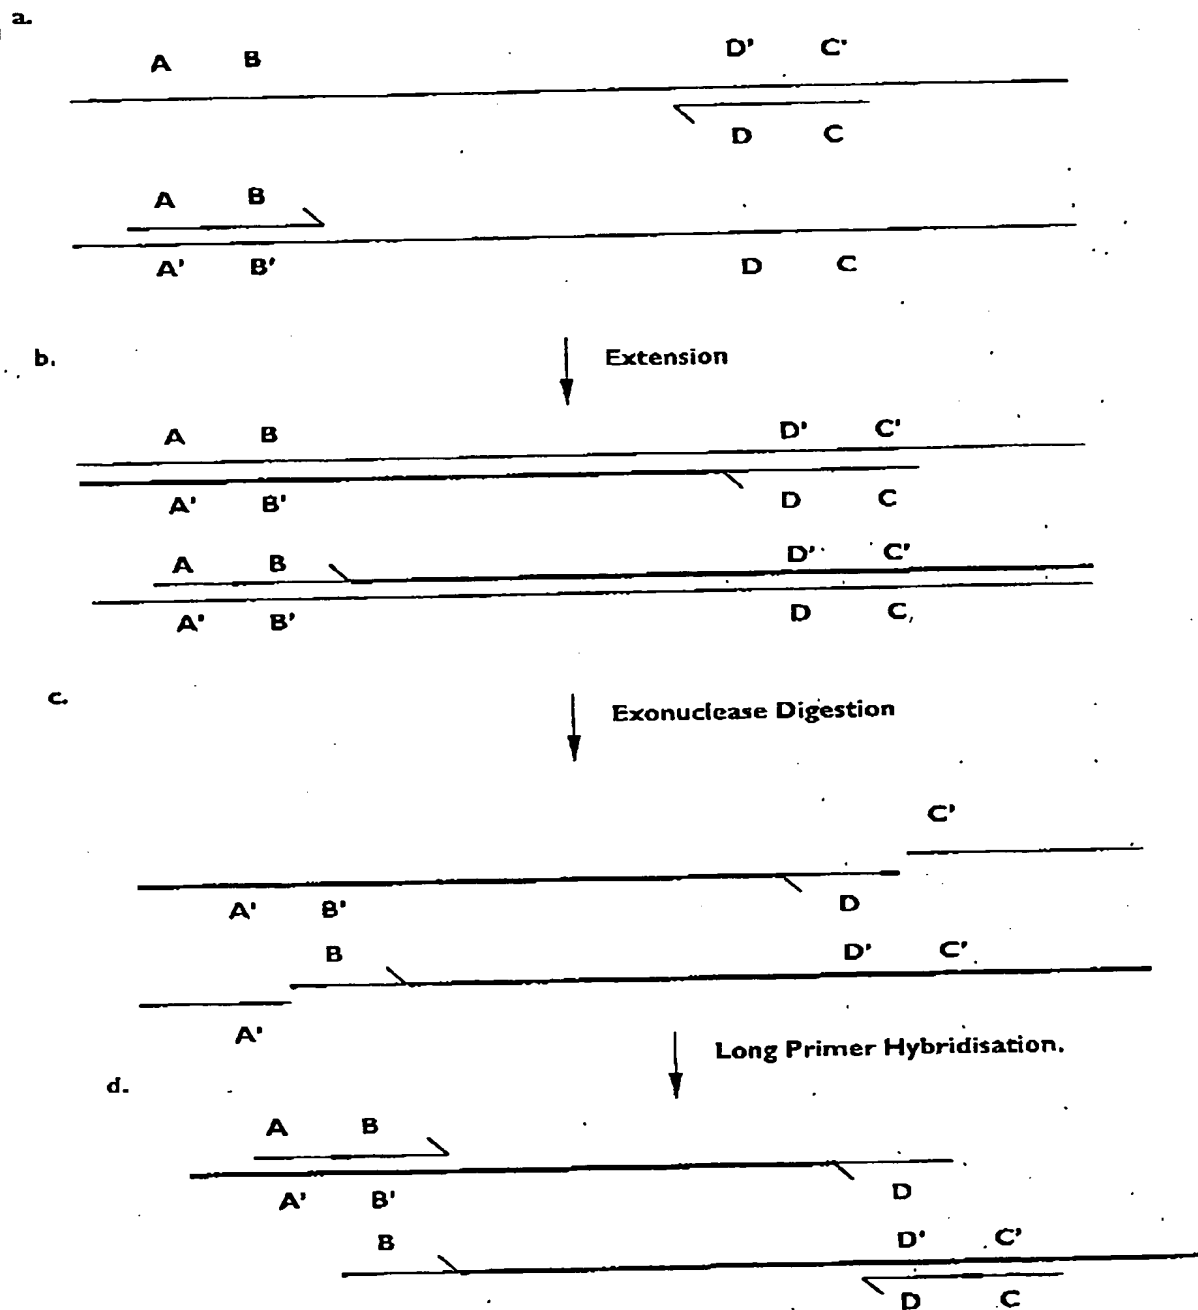 a.
A B D' C'
D C
A B
A' B' D C
b. Extension
A B D' C'
A' B' D C
A B D' C'
A' B' D C,
c. Exonuclease Digestion
C'
A' B' D
B D' C'
A'
Long Primer Hybridisation.
d.
A B
A' B' D
B D' C'
D C